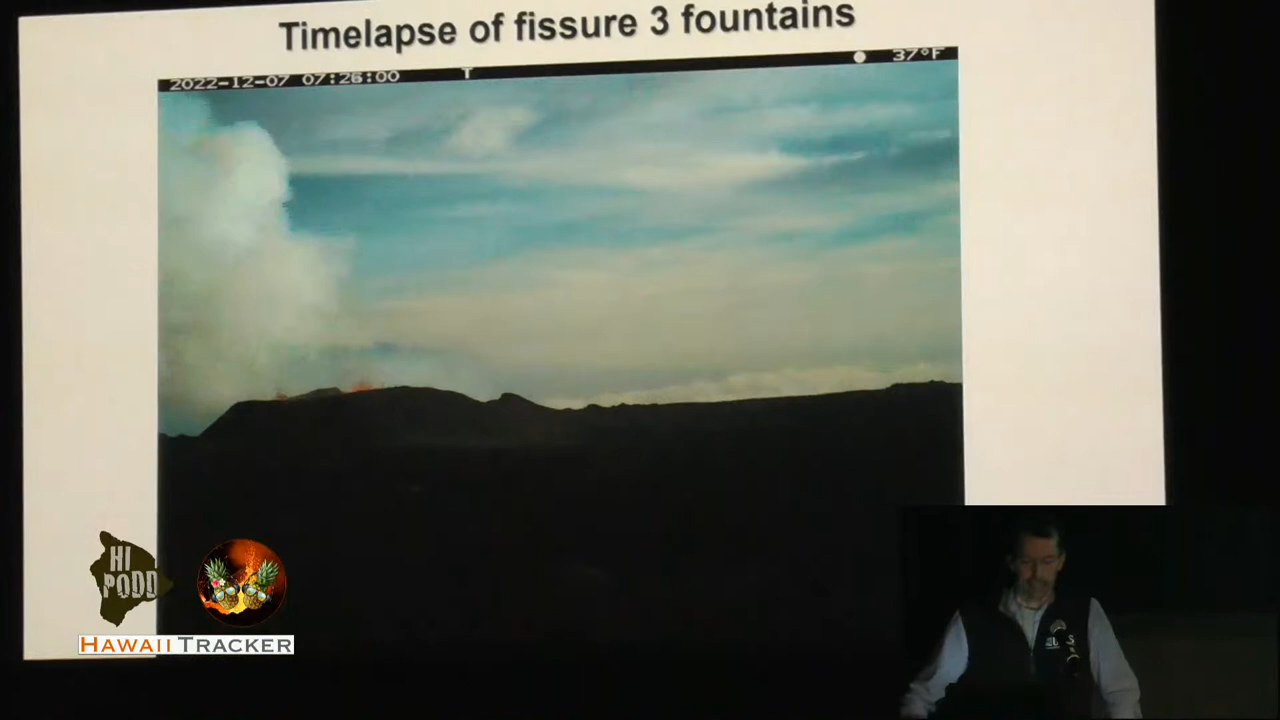 Timelapse of fissure 3 fountains
2022-12-07 07:26:00 T 37°F
HI
PODD
HAWAII TRACKER